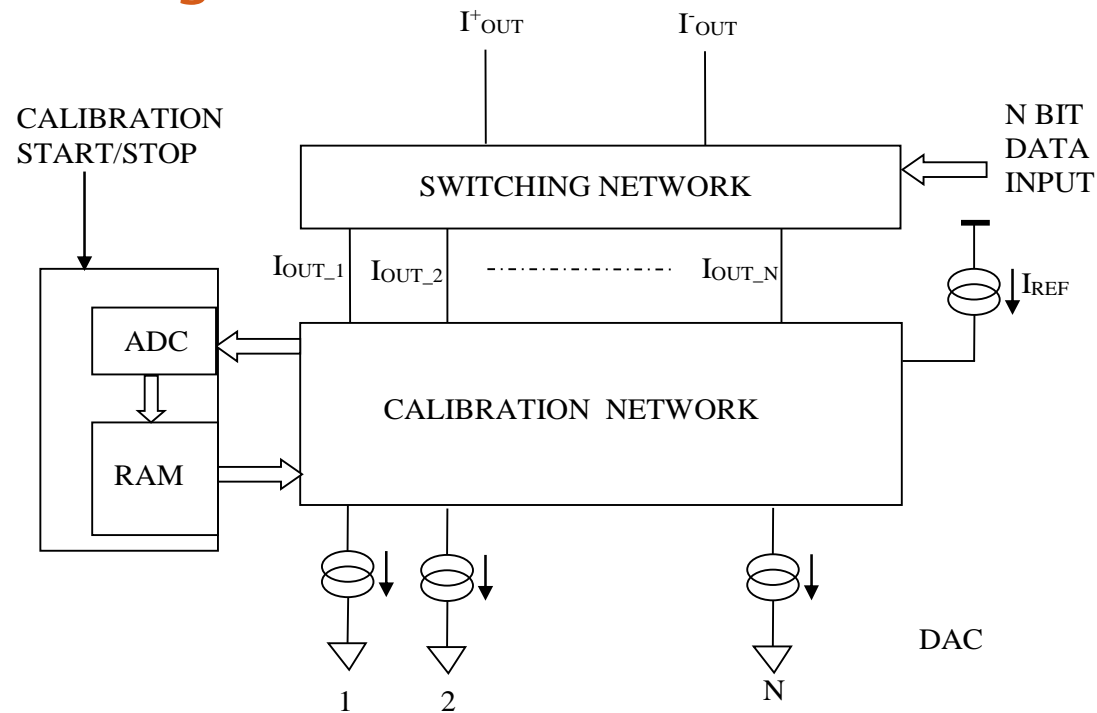 I+OUT
I-OUT
CALIBRATION
START/STOP
N BIT
DATA
INPUT
SWITCHING NETWORK
IOUT_1
IOUT_2
IOUT_N
IREF
ADC
CALIBRATION NETWORK
RAM
DAC
1
2
N